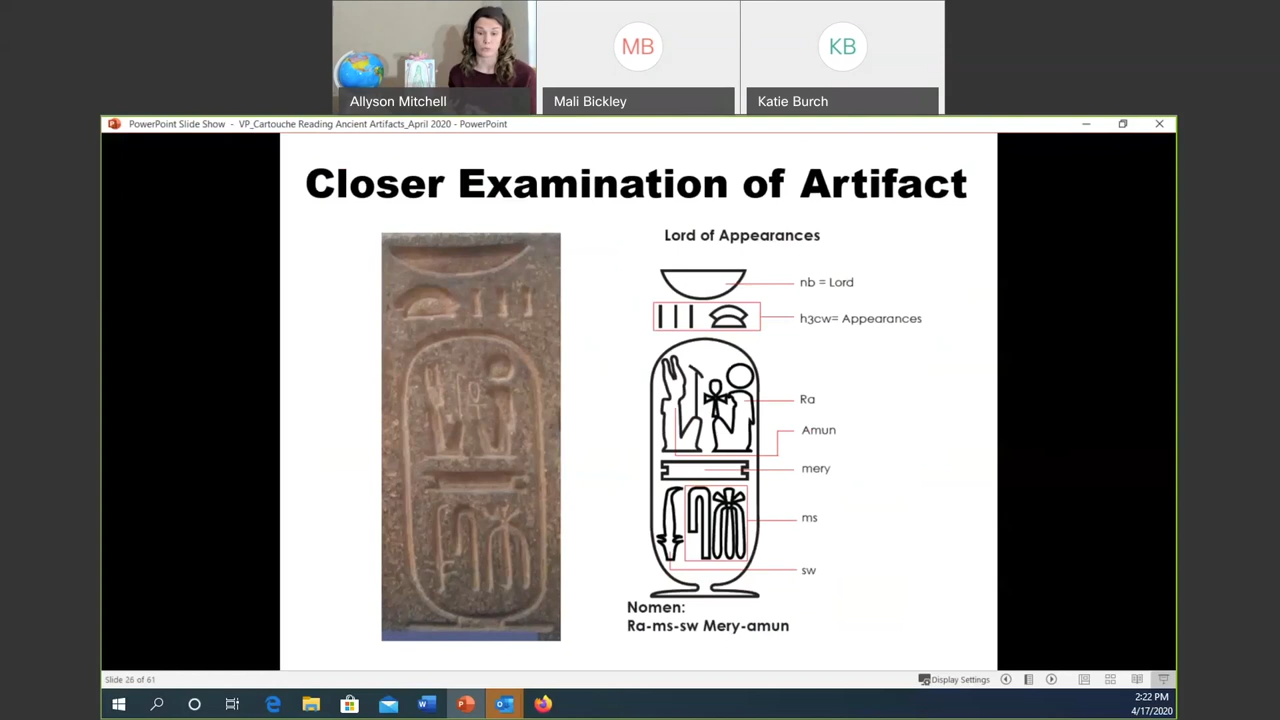 MB
KB
Allyson Mitchell
Mali Bickley
Katie Burch
PowerPoint Slide Show - VP_Cartouche Reading Ancient Artifacts_April 2020 - PowerPoint
Closer Examination of Artifact
Lord of Appearances
nb = Lord
h3cw= Appearances
Ra
Amun
mery
ms
sw
Nomen:
Ra-ms-sw Mery-amun
Slide 26 of 61
Display Settings
2:22 PM
4/17/2020